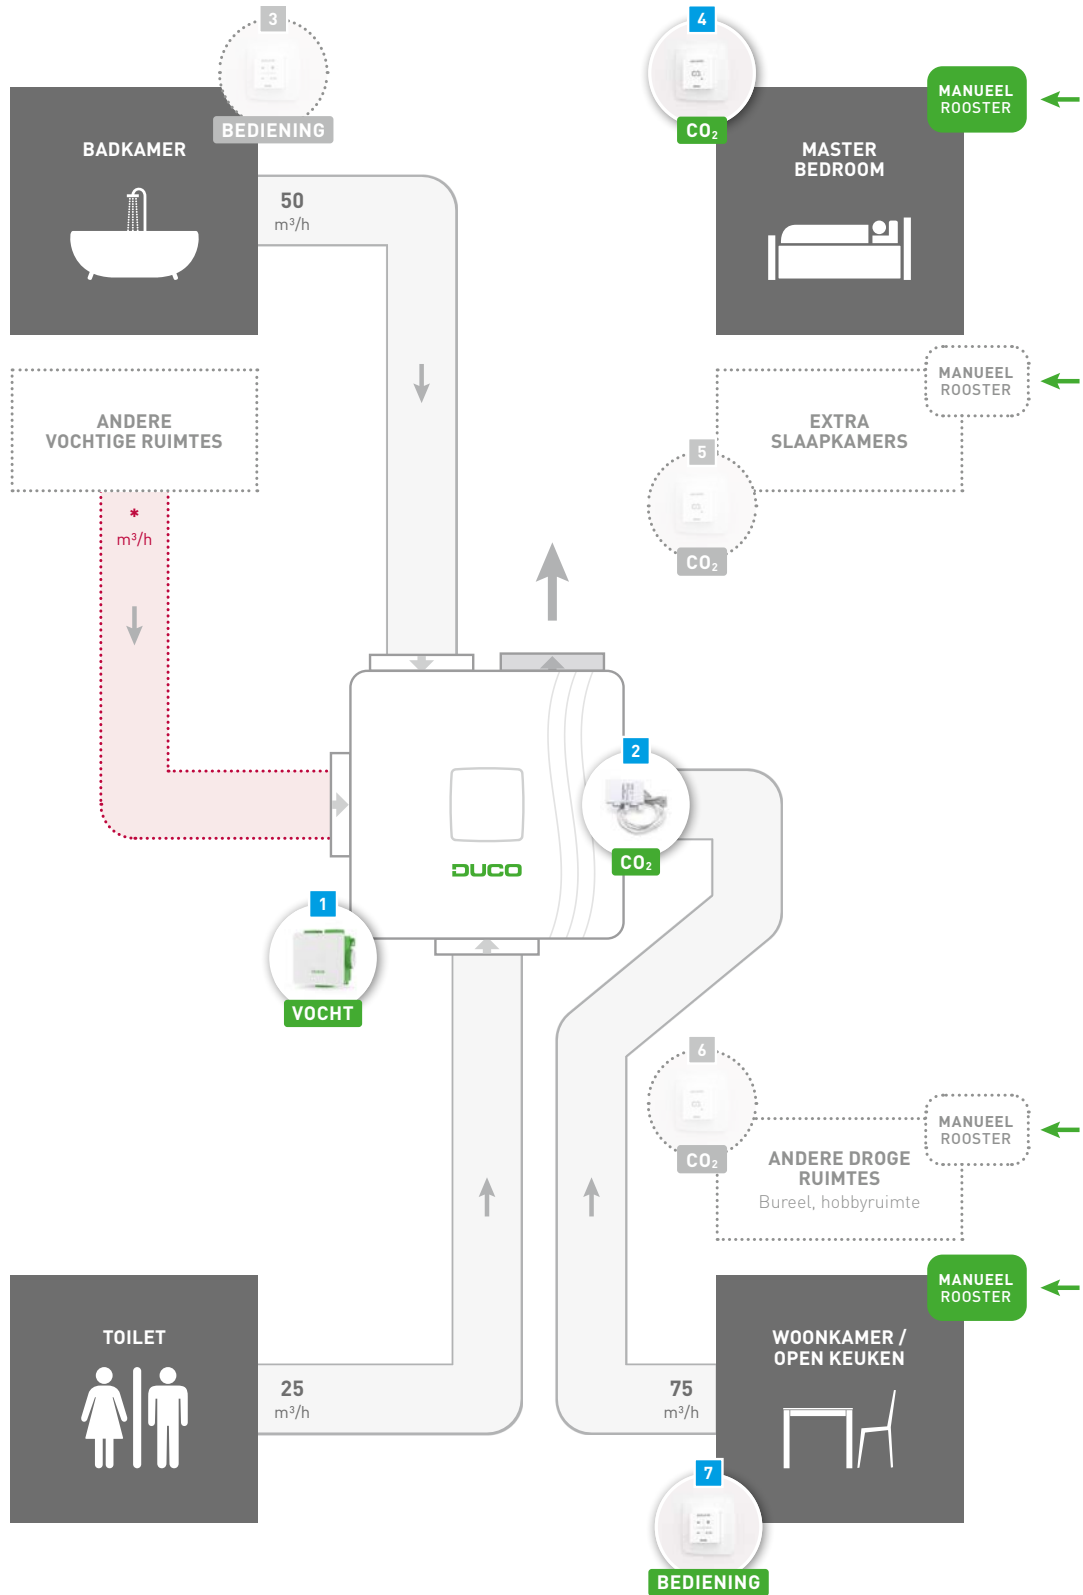 3
BEDIENING
BADKAMER
50
m³/h
4
CO₂
MASTER
BEDROOM
MANUEEL
ROOSTER
ANDERE
VOCHTIGE RUIMTES
*
m³/h
MANUEEL
ROOSTER
EXTRA
SLAAPKAMERS
5
CO₂
2
CO₂
DUCO
1
VOCHT
6
CO₂
MANUEEL
ROOSTER
ANDERE DROGE
RUIMTES
Bureel, hobbyruimte
TOILET
25
m³/h
75
m³/h
MANUEEL
ROOSTER
WOONKAMER /
OPEN KEUKEN
7
BEDIENING